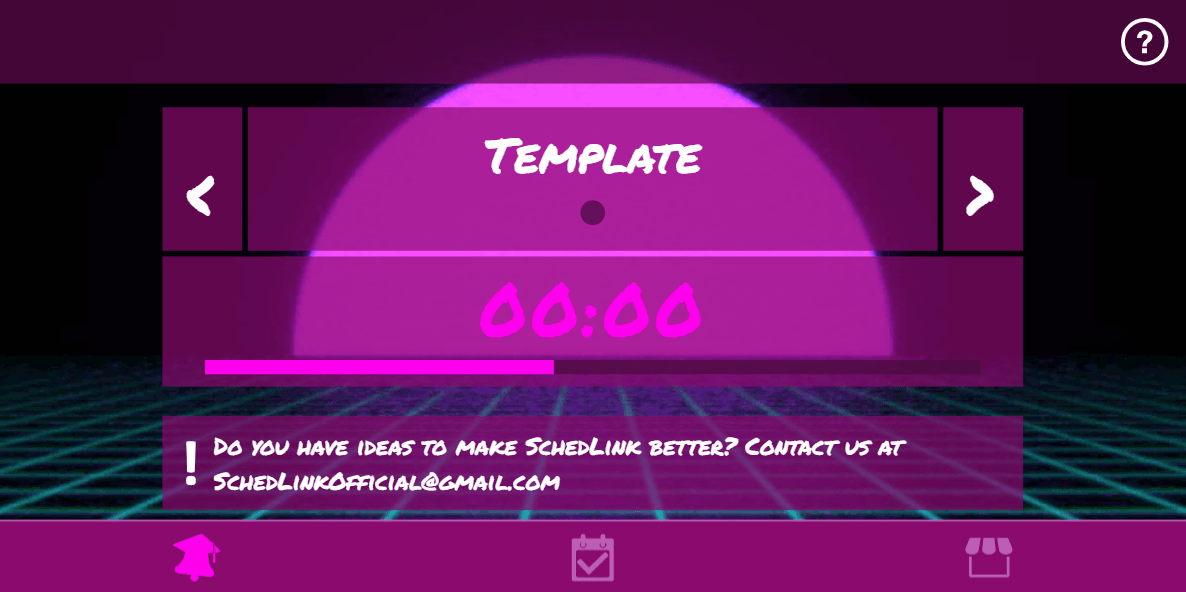 ?
Template
< >
00:00
! Do you have ideas to make SchedLink better? Contact us at
SchedLinkOfficial@gmail.com